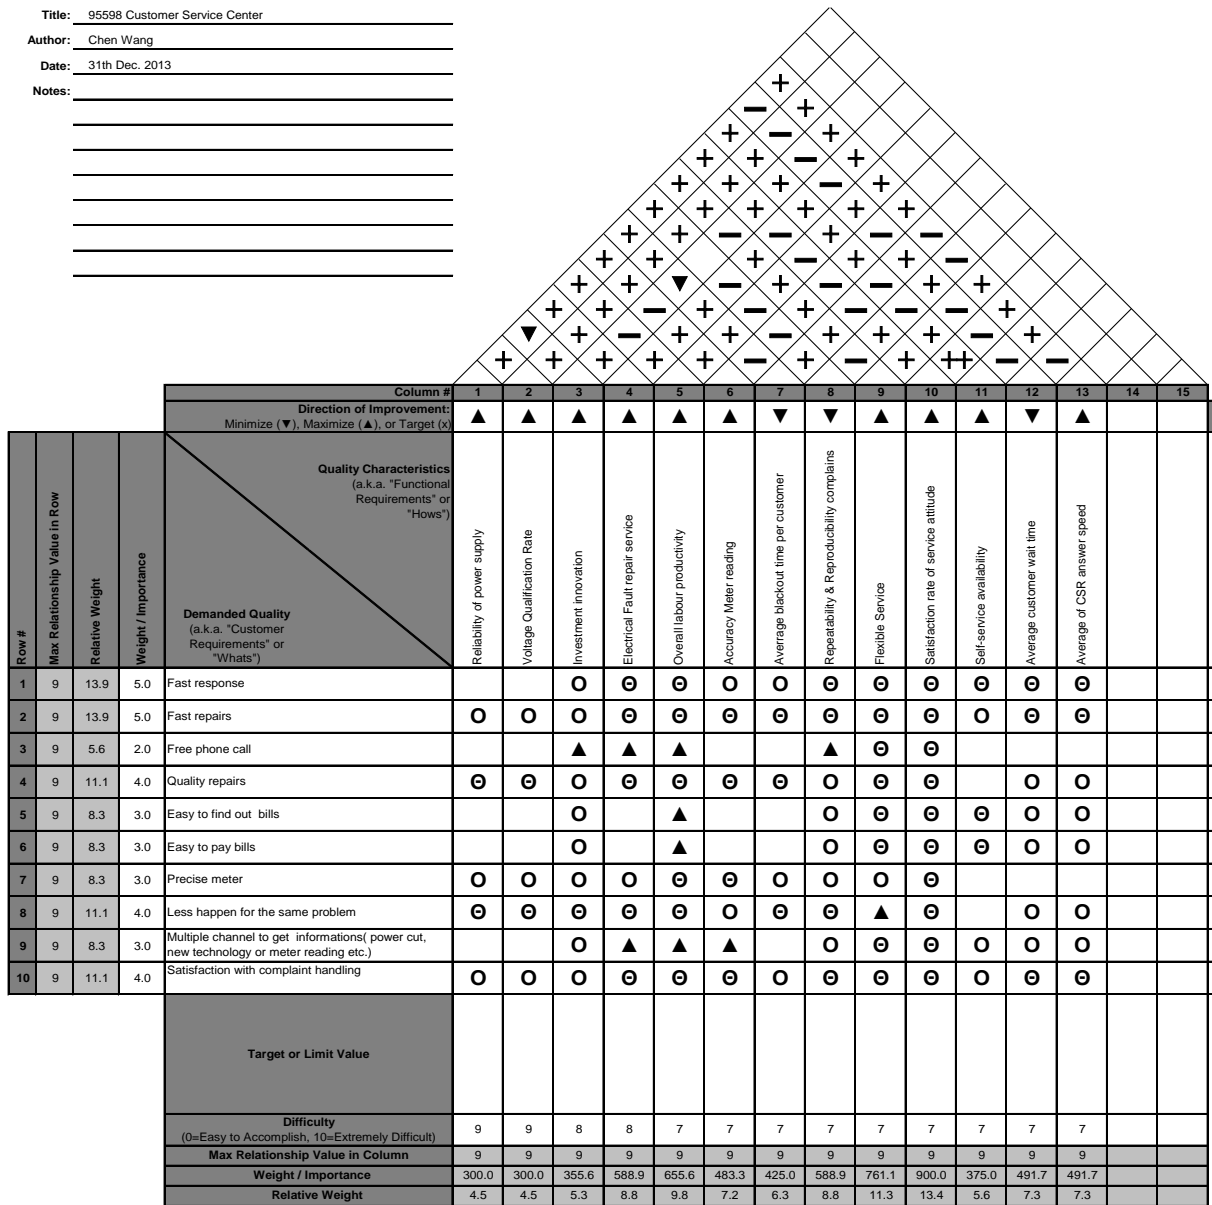 Title: 95598 Customer Service Center
Author: Chen Wang
Date: 31th Dec. 2013
Notes:
Column # 1 2 3 4 5 6 7 8 9 10 11 12 13 14 15
Direction of Improvement:
Minimize (▼), Maximize (▲), or Target (x) ▲ ▲ ▲ ▲ ▲ ▲ ▼ ▼ ▲ ▲ ▲ ▼ ▲
Row #
Max Relationship Value in Row
Relative Weight
Weight / Importance
Quality Characteristics
(a.k.a. "Functional
Requirements" or
"Hows")
Demanded Quality
(a.k.a. "Customer
Requirements" or
"Whats")
Reliability of power supply
Voltage Qualification Rate
Investment innovation
Electrical Fault repair service
Overall labour productivity
Accuracy Meter reading
Averrage blackout time per customer
Repeatability & Reproducibility complains
Flexible Service
Satisfaction rate of service attitude
Self-service availability
Average customer wait time
Average of CSR answer speed
1 9 13.9 5.0 Fast response Ο Θ Θ Ο Ο Θ Θ Θ Θ Θ Θ
2 9 13.9 5.0 Fast repairs Ο Ο Ο Θ Θ Θ Θ Θ Θ Θ Ο Θ Θ
3 9 5.6 2.0 Free phone call ▲ ▲ ▲ ▲ Θ Θ
4 9 11.1 4.0 Quality repairs Θ Θ Ο Θ Θ Θ Θ Ο Θ Θ Ο Ο
5 9 8.3 3.0 Easy to find out bills Ο ▲ Ο Θ Θ Θ Ο Ο
6 9 8.3 3.0 Easy to pay bills Ο ▲ Ο Θ Θ Θ Ο Ο
7 9 8.3 3.0 Precise meter Ο Ο Ο Ο Θ Θ Ο Ο Ο Θ
8 9 11.1 4.0 Less happen for the same problem Θ Θ Θ Θ Θ Ο Θ Θ ▲ Θ Ο Ο
9 9 8.3 3.0 Multiple channel to get informations( power cut,
new technology or meter reading etc.) Ο ▲ ▲ ▲ Ο Θ Θ Ο Ο Ο
10 9 11.1 4.0 Satisfaction with complaint handling Ο Ο Ο Θ Θ Θ Ο Θ Θ Θ Ο Θ Θ
Target or Limit Value
Difficulty
(0=Easy to Accomplish, 10=Extremely Difficult) 9 9 8 8 7 7 7 7 7 7 7 7 7
Max Relationship Value in Column 9 9 9 9 9 9 9 9 9 9 9 9 9
Weight / Importance 300.0 300.0 355.6 588.9 655.6 483.3 425.0 588.9 761.1 900.0 375.0 491.7 491.7
Relative Weight 4.5 4.5 5.3 8.8 9.8 7.2 6.3 8.8 11.3 13.4 5.6 7.3 7.3